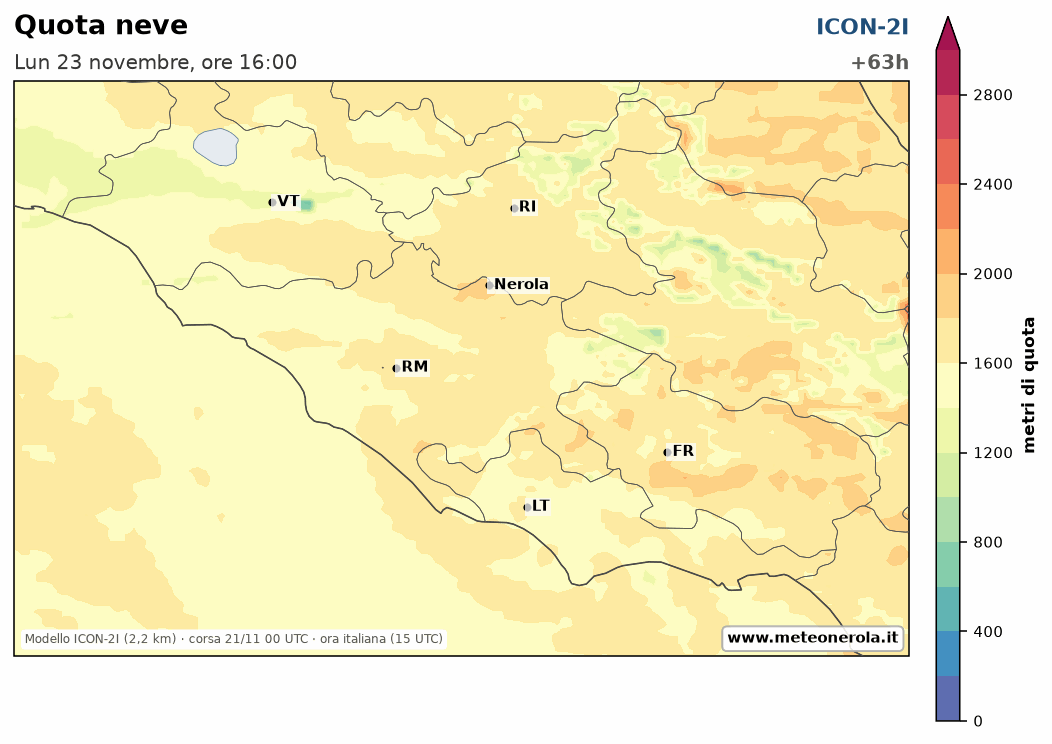 Quota neve
ICON-2I
Lun 23 novembre, ore 16:00
+63h
2800
2400
2000
1600
1200
800
400
0
metri di quota
VT
RI
Nerola
RM
FR
LT
Modello ICON-2I (2,2 km) · corsa 21/11 00 UTC · ora italiana (15 UTC)
www.meteonerola.it